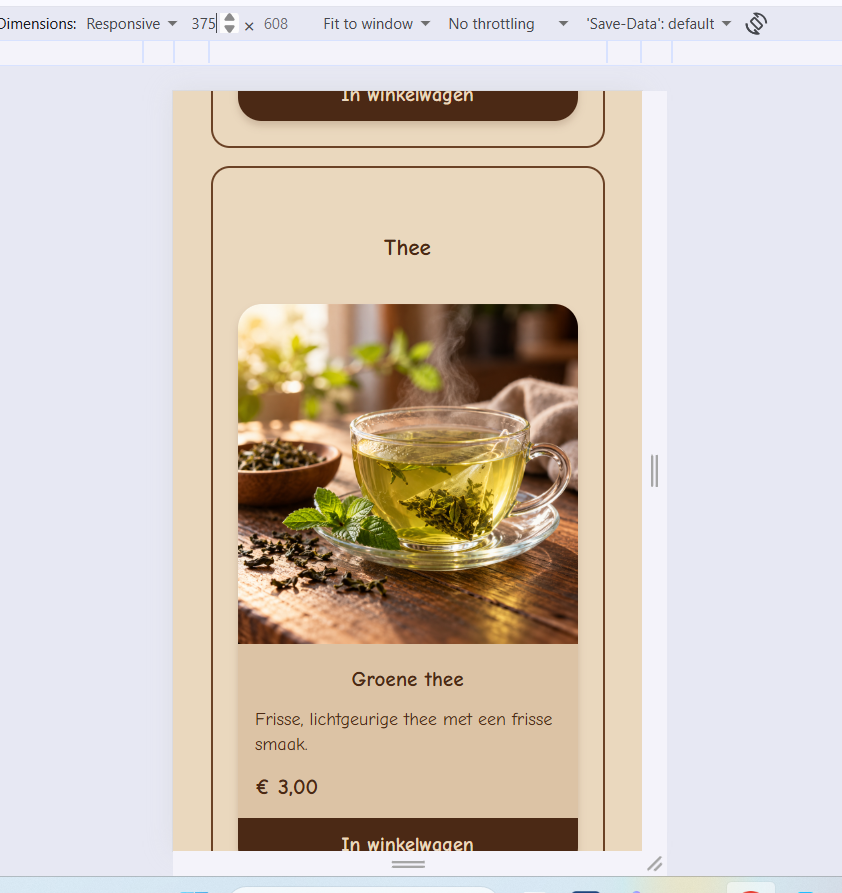 Dimensions: Responsive 375 × 608 Fit to window No throttling 'Save-Data': default
In winkelwagen
Thee
Groene thee
Frisse, lichtgeurige thee met een frisse
smaak.
€ 3,00
In winkelwagen